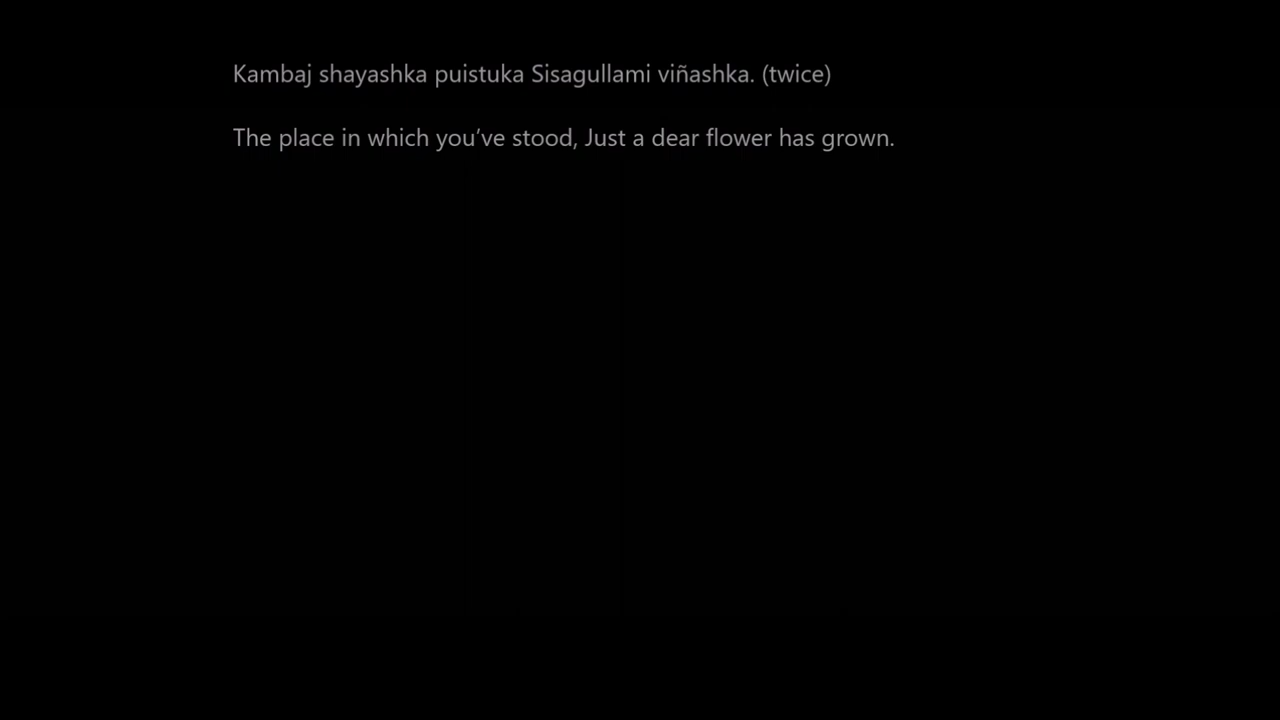 Kambaj shayashka puistuka Sisagullami viñashka. (twice)
The place in which you’ve stood, Just a dear flower has grown.